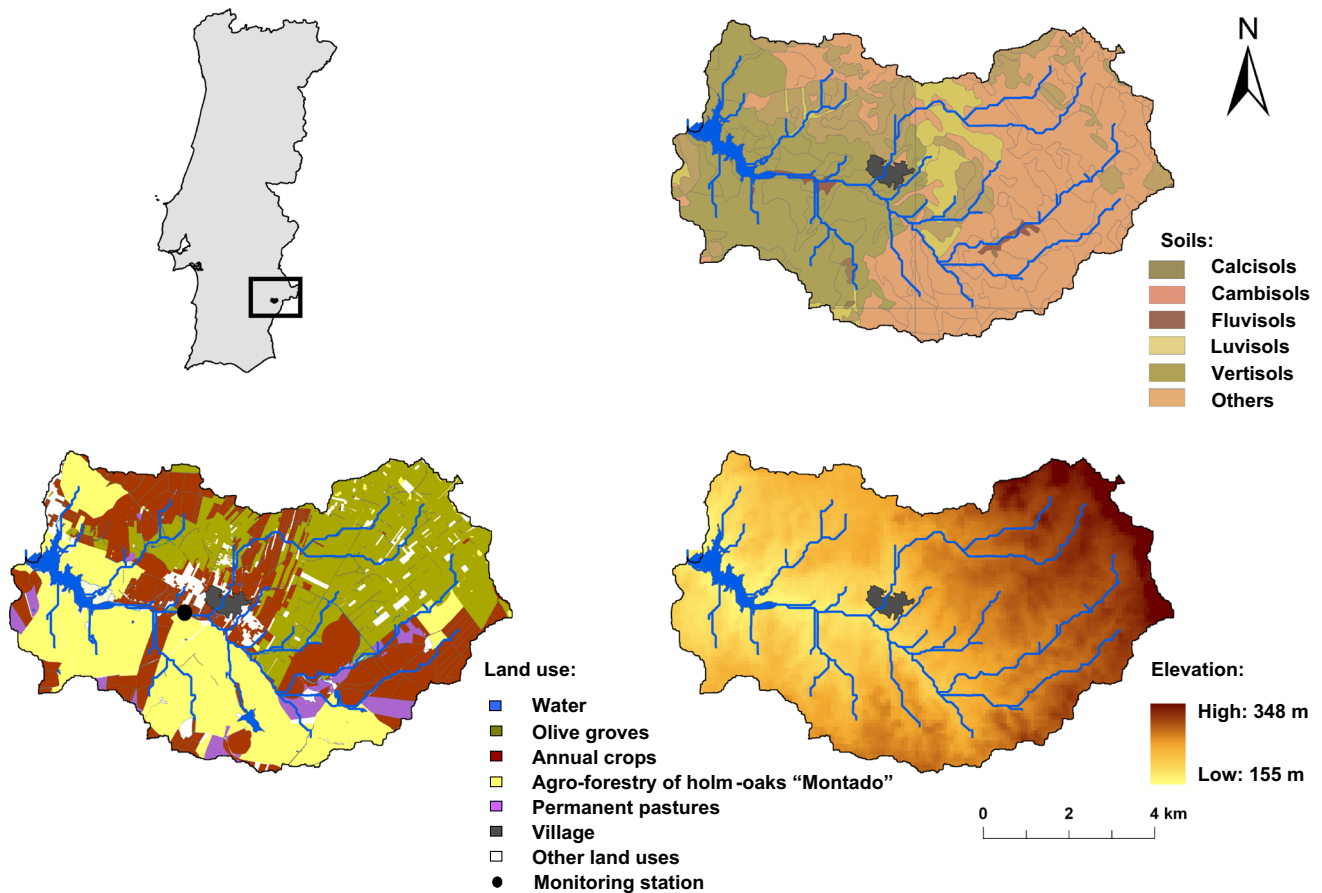 N
Soils:
Calcisols
Cambisols
Fluvisols
Luvisols
Vertisols
Others
Land use:
Water
Olive groves
Annual crops
Agro-forestry of holm-oaks “Montado”
Permanent pastures
Village
Other land uses
Monitoring station
Elevation:
High: 348 m
Low: 155 m
0 2 4 km